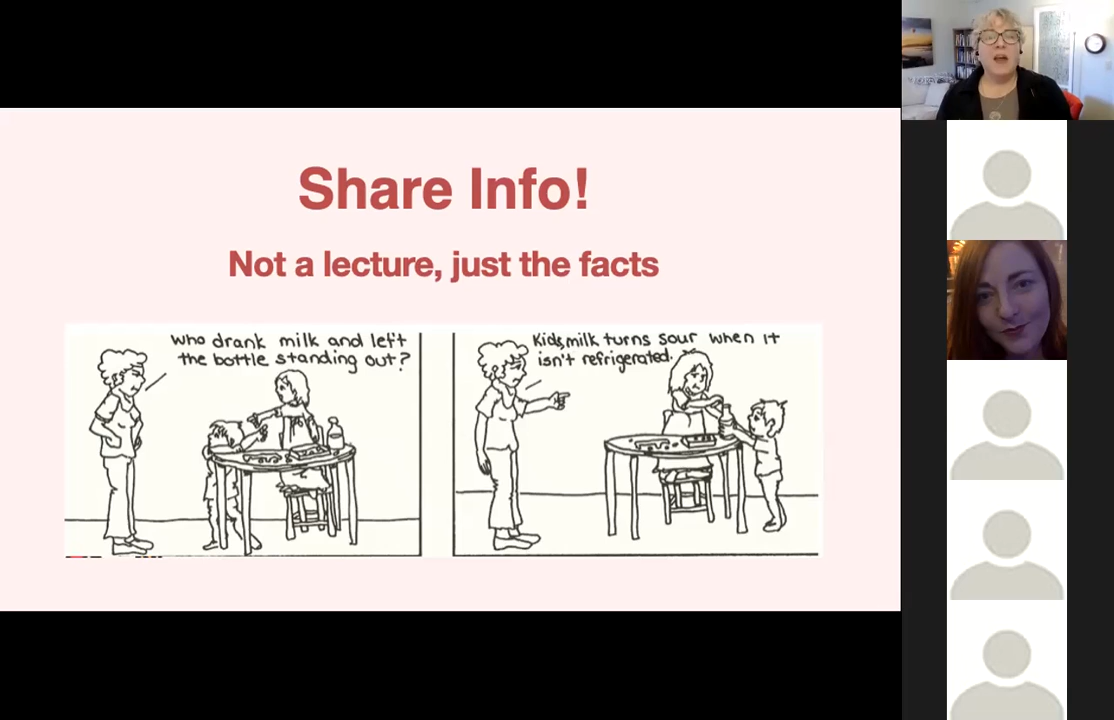 Share Info!
Not a lecture, just the facts
Who drank milk and left
the bottle standing out?
Kids, milk turns sour when it
isn't refrigerated.